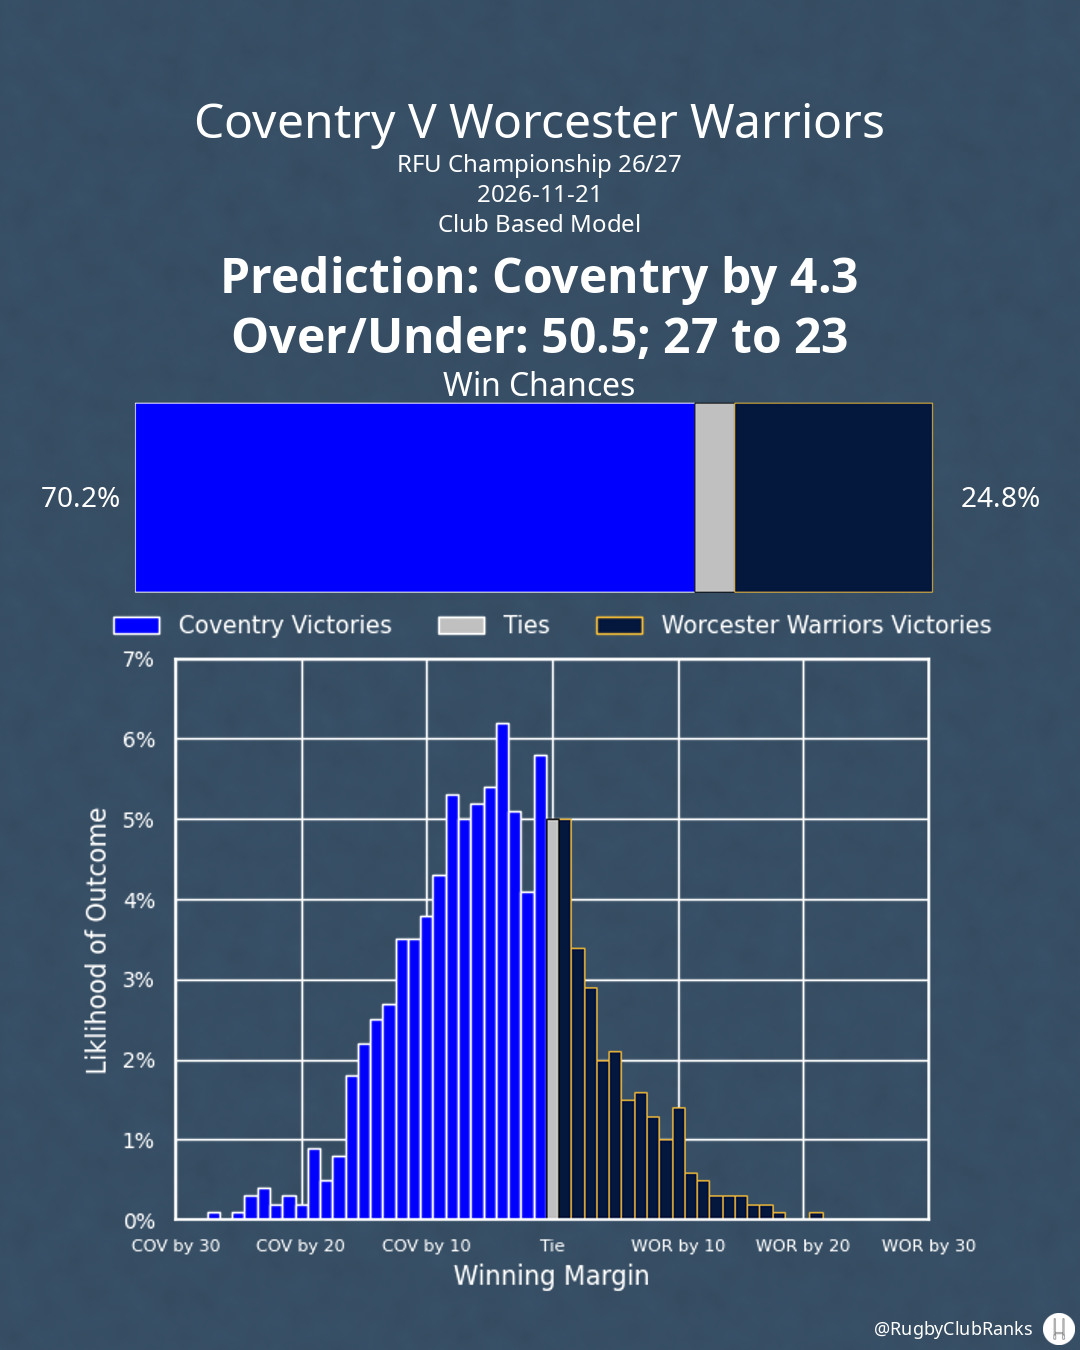 Coventry V Worcester Warriors
RFU Championship 26/27
2026-11-21
Club Based Model
Prediction: Coventry by 4.3
Over/Under: 50.5; 27 to 23
Win Chances
70.2%
24.8%
Coventry Victories
Ties
Worcester Warriors Victories
7%
6%
5%
4%
3%
2%
1%
0%
Liklihood of Outcome
COV by 30
COV by 20
COV by 10
Tie
WOR by 10
WOR by 20
WOR by 30
Winning Margin
@RugbyClubRanks